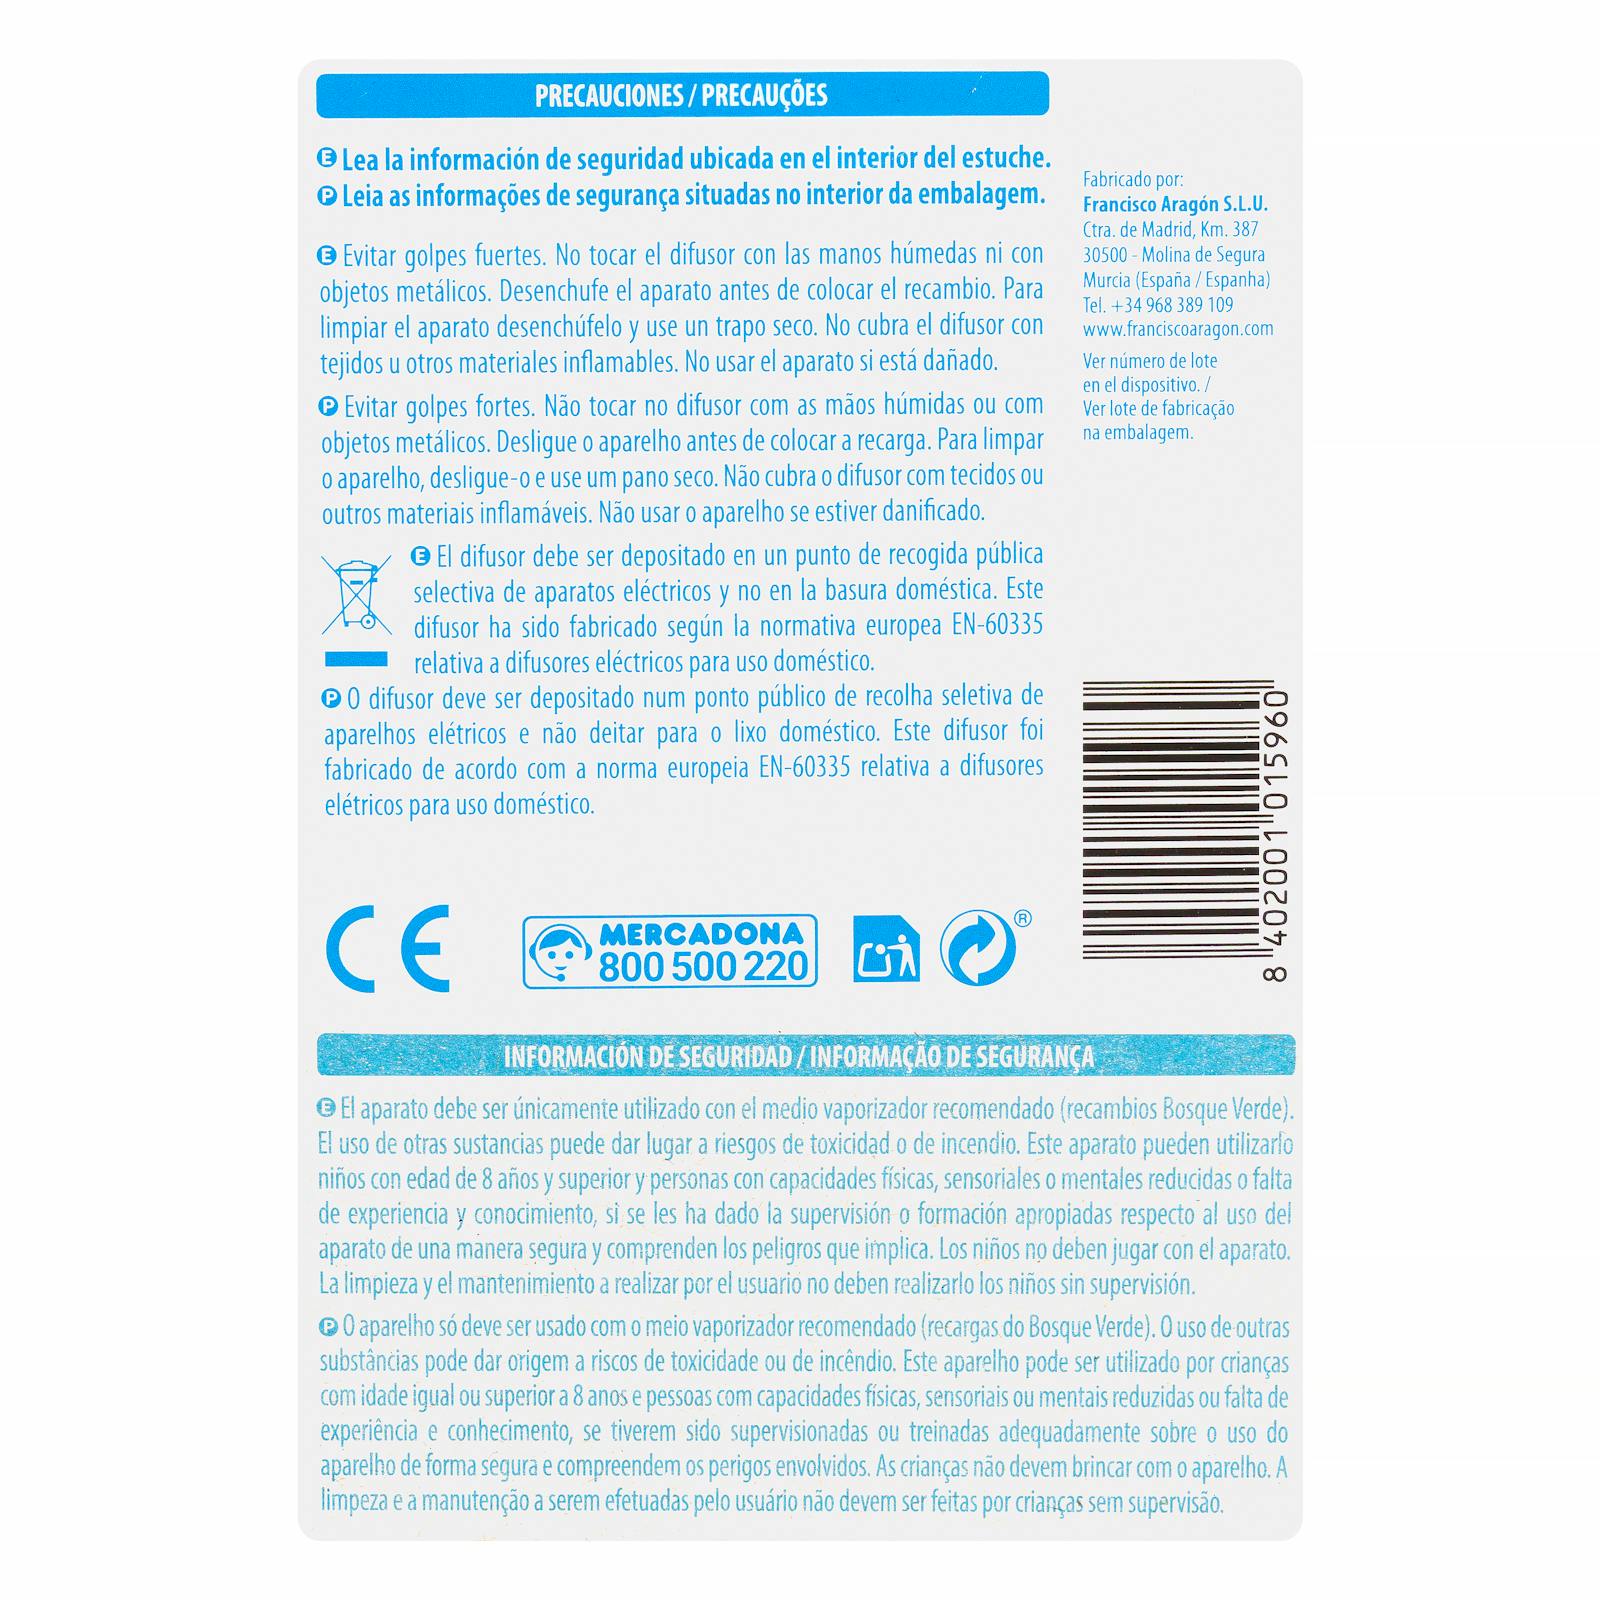 PRECAUCIONES / PRECAUÇÕES
E Lea la información de seguridad ubicada en el interior del estuche.
P Leia as informações de segurança situadas no interior da embalagem.
E Evitar golpes fuertes. No tocar el difusor con las manos húmedas ni con
objetos metálicos. Desenchufe el aparato antes de colocar el recambio. Para
limpiar el aparato desenchúfelo y use un trapo seco. No cubra el difusor con
tejidos u otros materiales inflamables. No usar el aparato si está dañado.
P Evitar golpes fortes. Não tocar no difusor com as mãos húmidas ou com
objetos metálicos. Desligue o aparelho antes de colocar a recarga. Para limpar
o aparelho, desligue-o e use um pano seco. Não cubra o difusor com tecidos ou
outros materiais inflamáveis. Não usar o aparelho se estiver danificado.
E El difusor debe ser depositado en un punto de recogida pública
selectiva de aparatos eléctricos y no en la basura doméstica. Este
difusor ha sido fabricado según la normativa europea EN-60335
relativa a difusores eléctricos para uso doméstico.
P O difusor deve ser depositado num ponto público de recolha seletiva de
aparelhos elétricos e não deitar para o lixo doméstico. Este difusor foi
fabricado de acordo com a norma europeia EN-60335 relativa a difusores
elétricos para uso doméstico.
Fabricado por:
Francisco Aragón S.L.U.
Ctra. de Madrid, Km. 387
30500 - Molina de Segura
Murcia (España / Espanha)
Tel. +34 968 389 109
www.franciscoaragon.com
Ver número de lote
en el dispositivo. /
Ver lote de fabricação
na embalagem.
8 402001 015960
CE
MERCADONA
800 500 220
®
INFORMACIÓN DE SEGURIDAD / INFORMAÇÃO DE SEGURANÇA
E El aparato debe ser únicamente utilizado con el medio vaporizador recomendado (recambios Bosque Verde).
El uso de otras sustancias puede dar lugar a riesgos de toxicidad o de incendio. Este aparato pueden utilizarlo
niños con edad de 8 años y superior y personas con capacidades físicas, sensoriales o mentales reducidas o falta
de experiencia y conocimiento, si se les ha dado la supervisión o formación apropiadas respecto al uso del
aparato de una manera segura y comprenden los peligros que implica. Los niños no deben jugar con el aparato.
La limpieza y el mantenimiento a realizar por el usuario no deben realizarlo los niños sin supervisión.
P O aparelho só deve ser usado com o meio vaporizador recomendado (recargas do Bosque Verde). O uso de outras
substâncias pode dar origem a riscos de toxicidade ou de incêndio. Este aparelho pode ser utilizado por crianças
com idade igual ou superior a 8 anos e pessoas com capacidades físicas, sensoriais ou mentais reduzidas ou falta de
experiência e conhecimento, se tiverem sido supervisionadas ou treinadas adequadamente sobre o uso do
aparelho de forma segura e compreendem os perigos envolvidos. As crianças não devem brincar com o aparelho. A
limpeza e a manutenção a serem efetuadas pelo usuário não devem ser feitas por crianças sem supervisão.